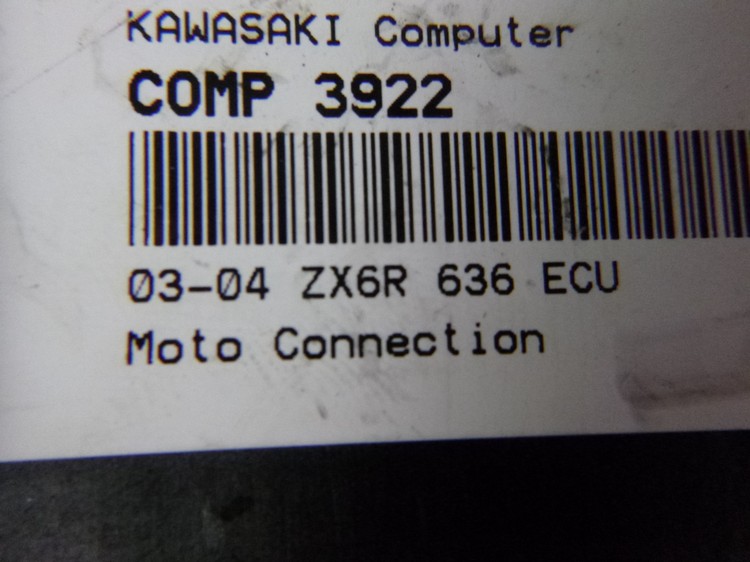 KAWASAKI Computer
COMP 3922
03-04 ZX6R 636 ECU
Moto Connection